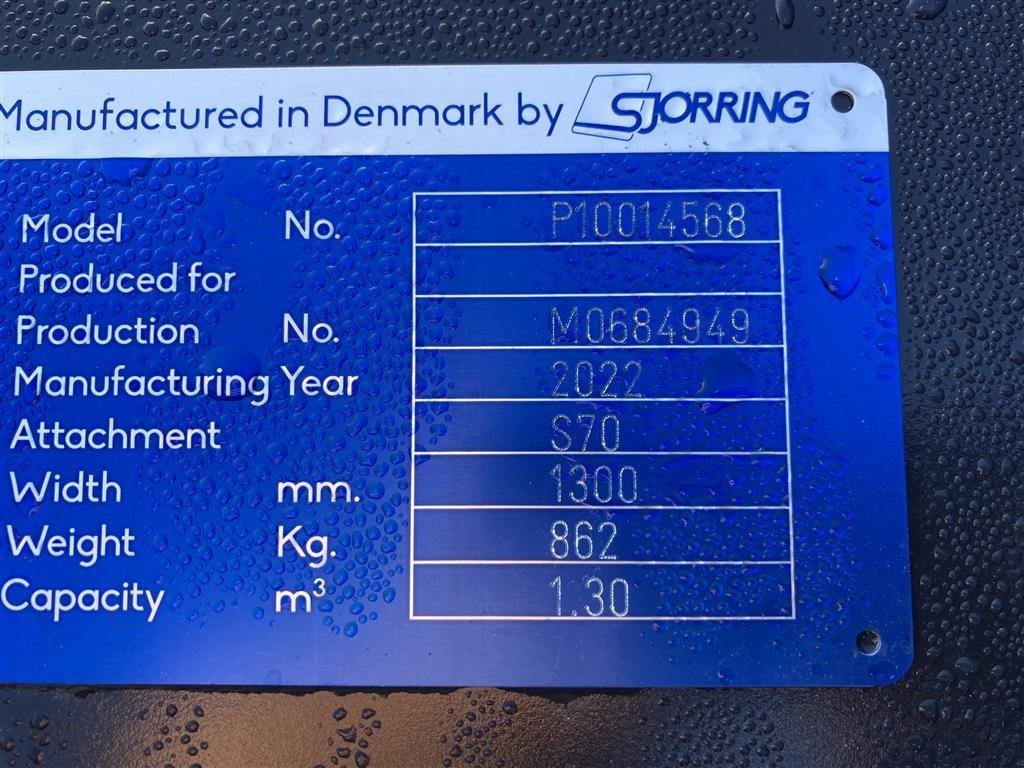 Manufactured in Denmark by SJØRRING
Model No. P10014568
Produced for
Production No. M0684949
Manufacturing Year 2022
Attachment S70
Width mm. 1300
Weight Kg. 862
Capacity m³ 1.30